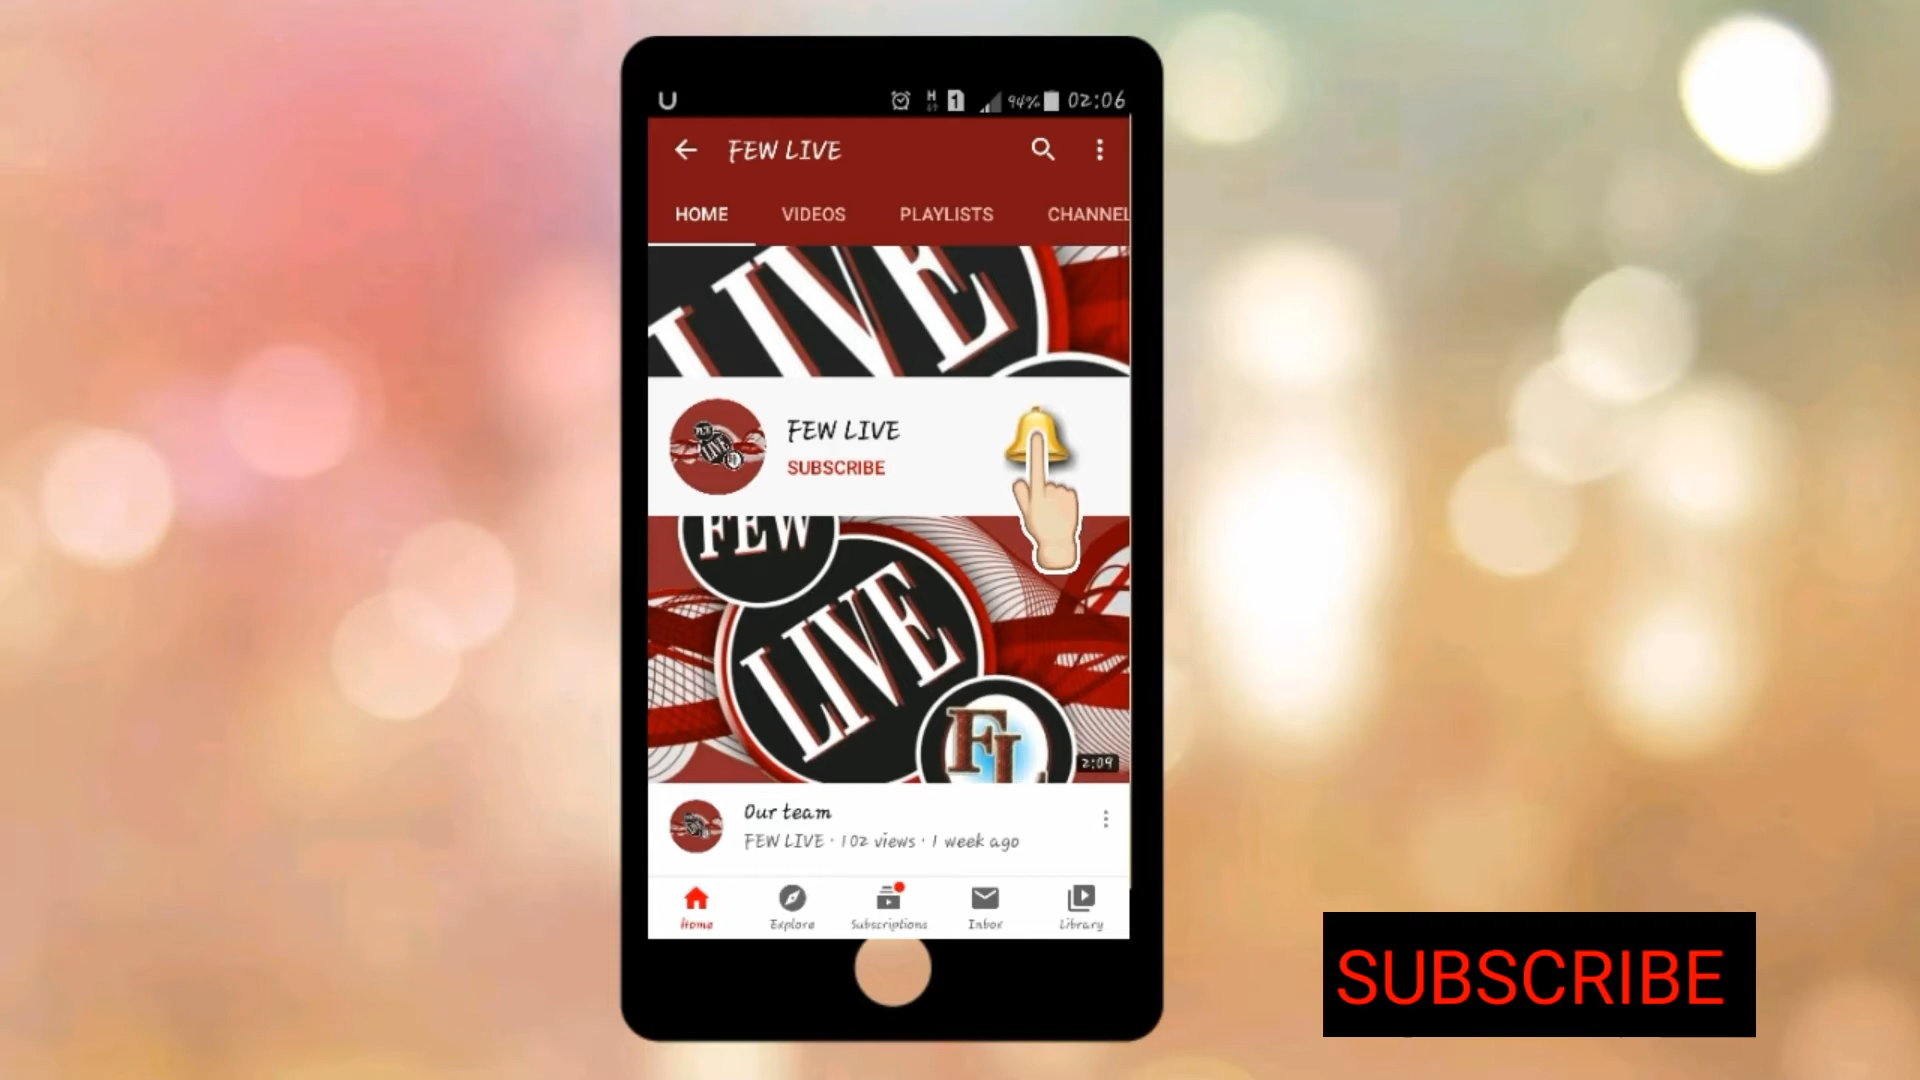 U H 1 94% 02:06
FEW LIVE
HOME VIDEOS PLAYLISTS CHANNEL
LIVE
FEW LIVE
SUBSCRIBE
FEW
LIVE
FL
2:09
Our team
FEW LIVE · 102 views · 1 week ago
Home Explore Subscriptions Inbox Library
SUBSCRIBE